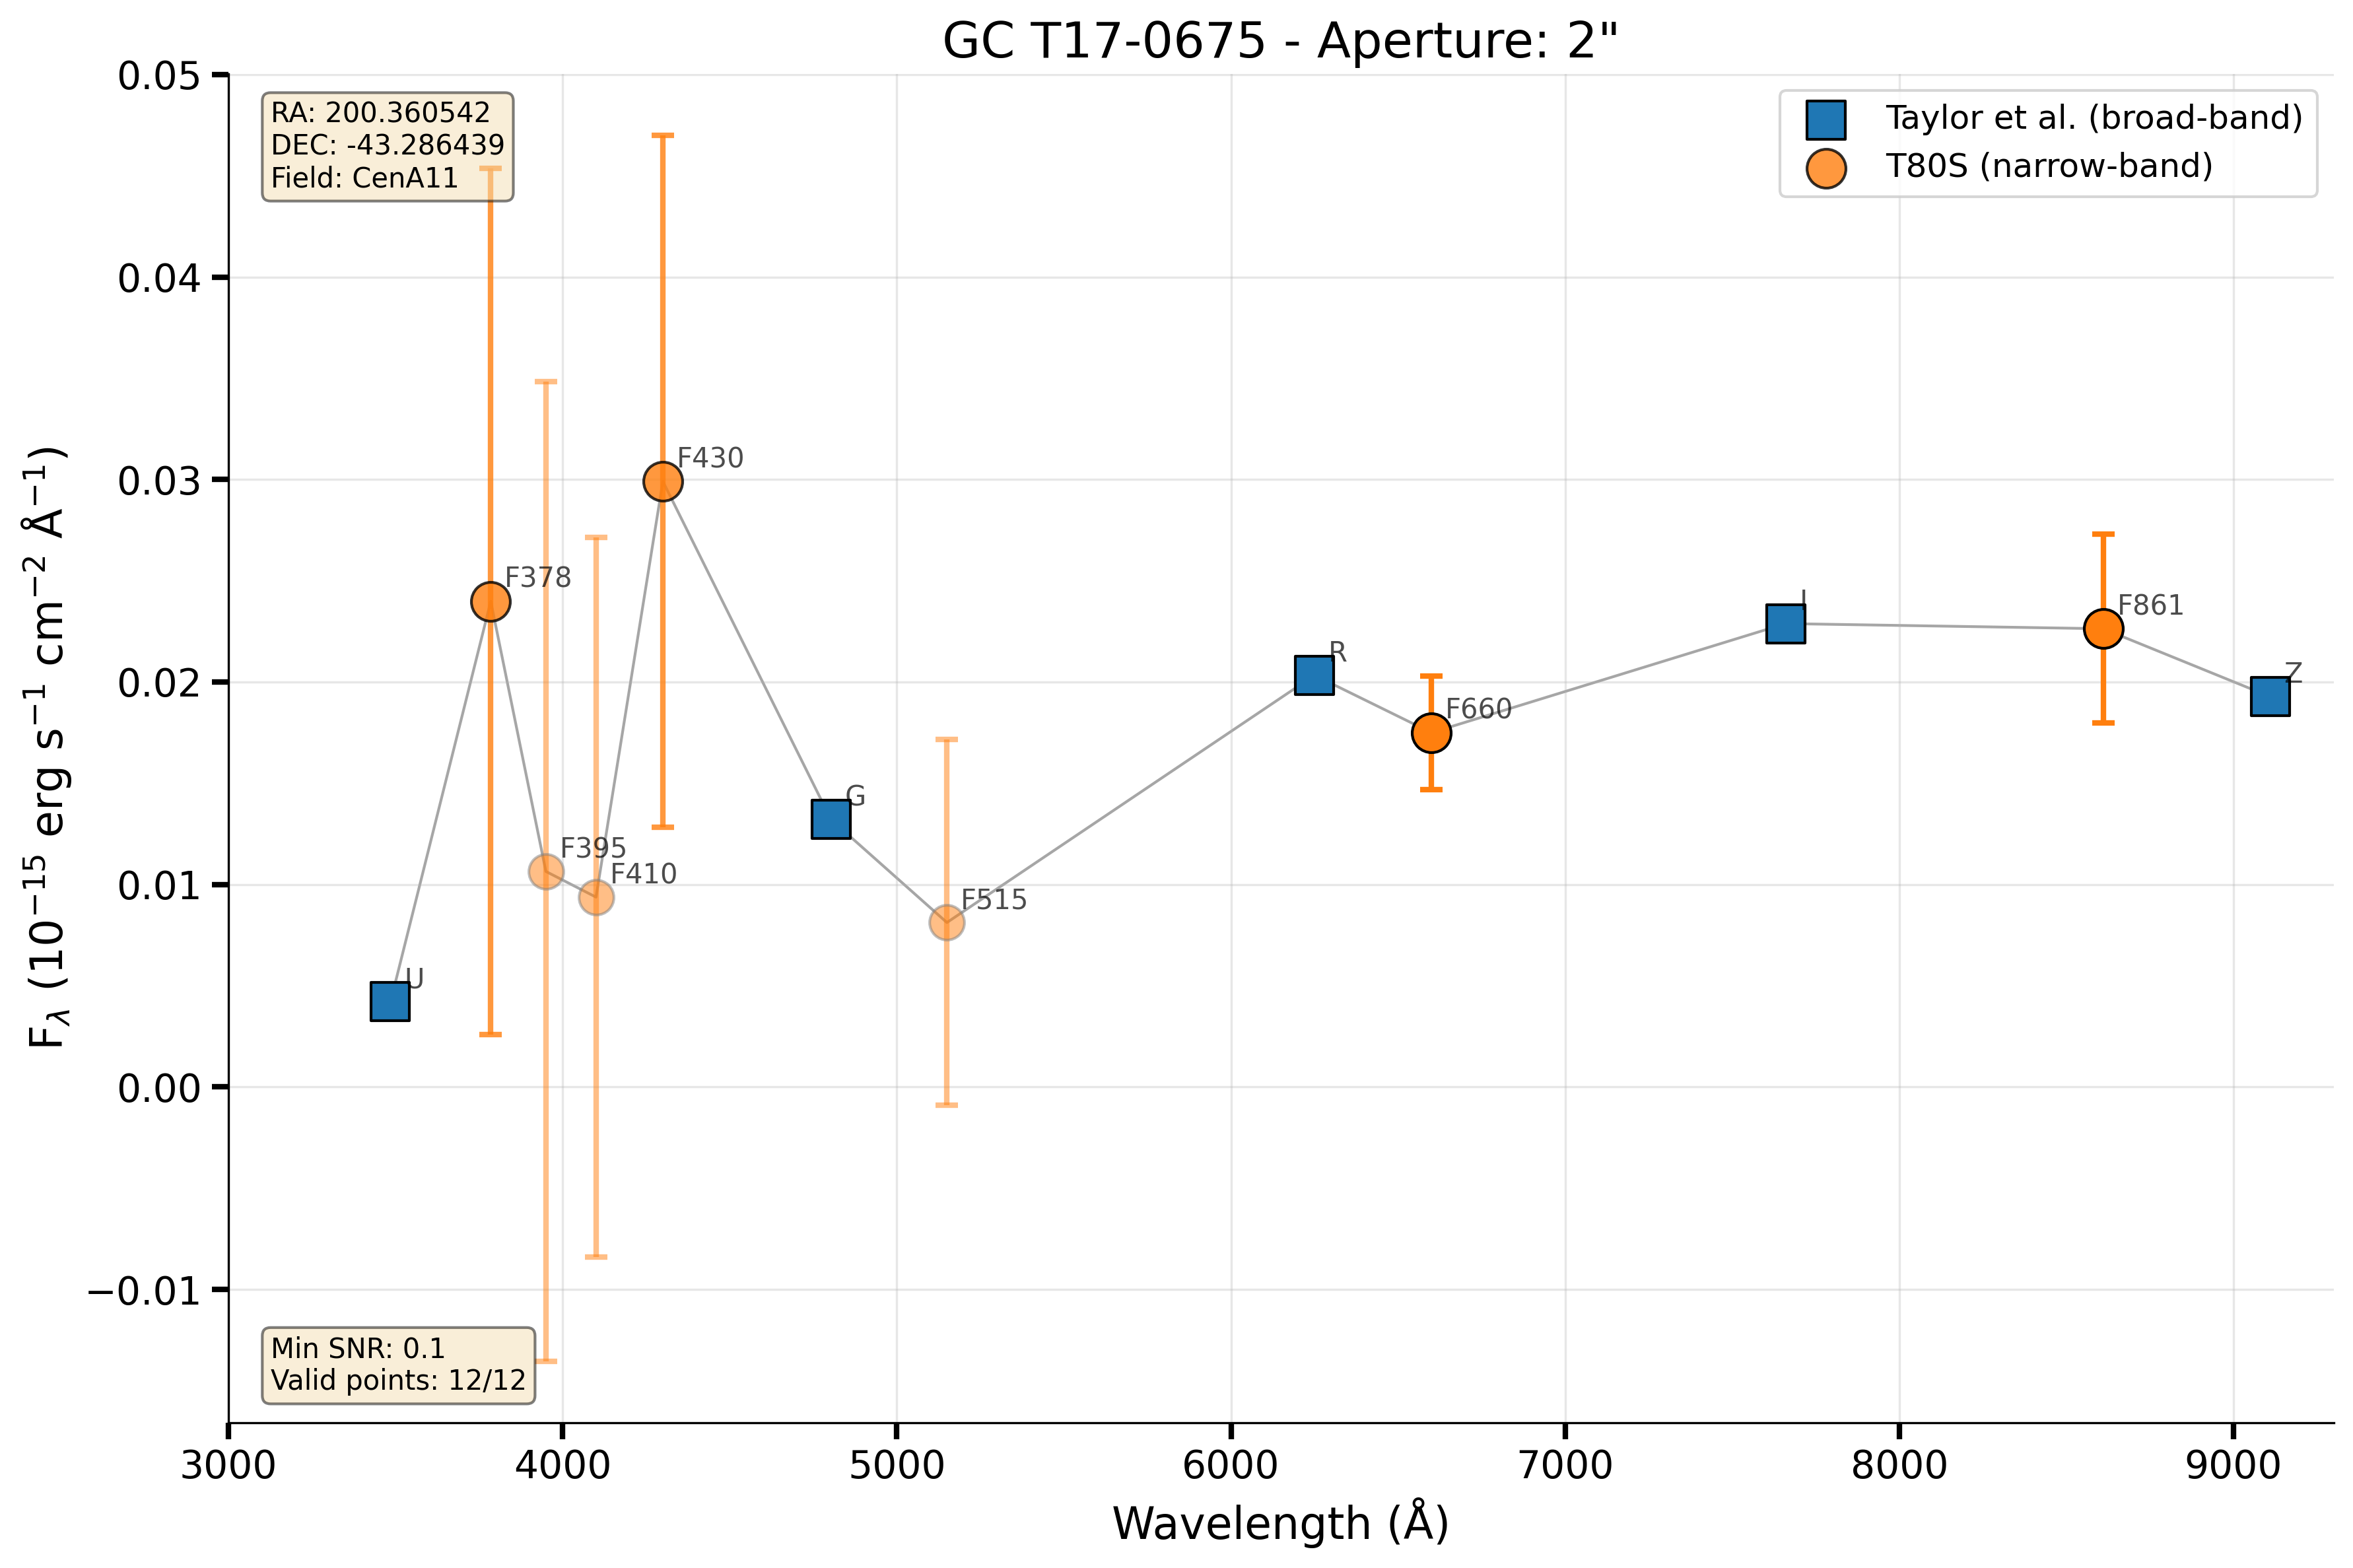 GC T17-0675 - Aperture: 2"
RA: 200.360542
DEC: -43.286439
Field: CenA11
Taylor et al. (broad-band)
T80S (narrow-band)
0.05
0.04
0.03
0.02
0.01
0.00
−0.01
F_λ (10⁻¹⁵ erg s⁻¹ cm⁻² Å⁻¹)
U
F378
F395
F410
F430
G
F515
R
F660
I
F861
Z
Min SNR: 0.1
Valid points: 12/12
3000 4000 5000 6000 7000 8000 9000
Wavelength (Å)